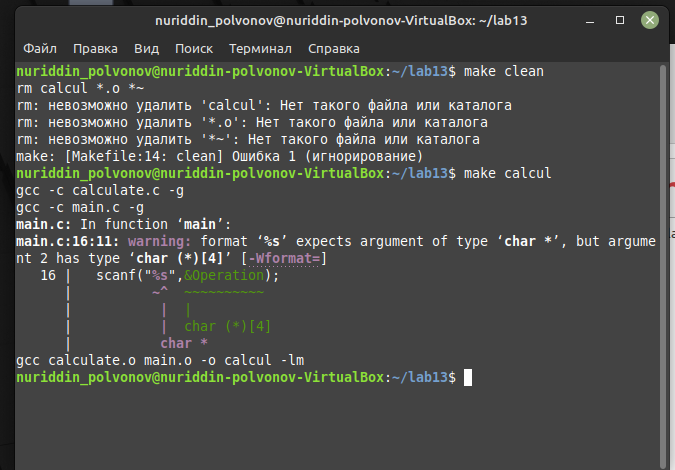 nuriddin_polvonov@nuriddin-polvonov-VirtualBox: ~/lab13
Файл Правка Вид Поиск Терминал Справка
nuriddin_polvonov@nuriddin-polvonov-VirtualBox:~/lab13$ make clean
rm calcul *.o *~
rm: невозможно удалить 'calcul': Нет такого файла или каталога
rm: невозможно удалить '*.o': Нет такого файла или каталога
rm: невозможно удалить '*~': Нет такого файла или каталога
make: [Makefile:14: clean] Ошибка 1 (игнорирование)
nuriddin_polvonov@nuriddin-polvonov-VirtualBox:~/lab13$ make calcul
gcc -c calculate.c -g
gcc -c main.c -g
main.c: In function ‘main’:
main.c:16:11: warning: format ‘%s’ expects argument of type ‘char *’, but argume
nt 2 has type ‘char (*)[4]’ [-Wformat=]
   16 |   scanf("%s",&Operation);
      |          ~^  ~~~~~~~~~~
      |           |  |
      |           |  char (*)[4]
      |           char *
gcc calculate.o main.o -o calcul -lm
nuriddin_polvonov@nuriddin-polvonov-VirtualBox:~/lab13$